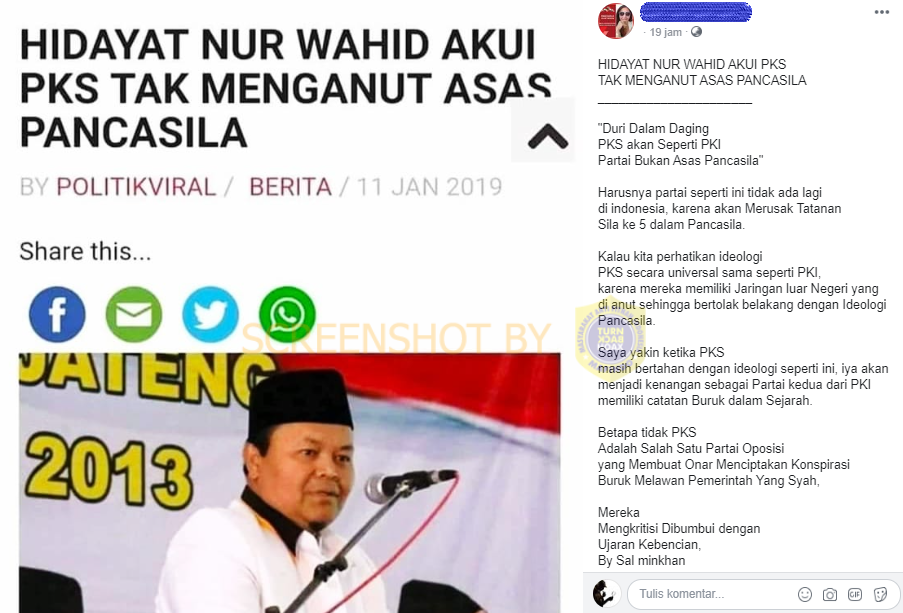 HIDAYAT NUR WAHID AKUI
PKS TAK MENGANUT ASAS
PANCASILA
BY POLITIKVIRAL / BERITA / 11 JAN 2019
Share this...
JATENG
2013
SCREENSHOT BY
TURN
BACK
HOAX
19 jam ·
HIDAYAT NUR WAHID AKUI PKS
TAK MENGANUT ASAS PANCASILA
"Duri Dalam Daging
PKS akan Seperti PKI
Partai Bukan Asas Pancasila"
Harusnya partai seperti ini tidak ada lagi
di indonesia, karena akan Merusak Tatanan
Sila ke 5 dalam Pancasila.
Kalau kita perhatikan ideologi
PKS secara universal sama seperti PKI,
karena mereka memiliki Jaringan luar Negeri yang
di anut sehingga bertolak belakang dengan Ideologi
Pancasila.
Saya yakin ketika PKS
masih bertahan dengan ideologi seperti ini, iya akan
menjadi kenangan sebagai Partai kedua dari PKI
memiliki catatan Buruk dalam Sejarah.
Betapa tidak PKS
Adalah Salah Satu Partai Oposisi
yang Membuat Onar Menciptakan Konspirasi
Buruk Melawan Pemerintah Yang Syah,
Mereka
Mengkritisi Dibumbui dengan
Ujaran Kebencian,
By Sal minkhan
Tulis komentar...
GIF